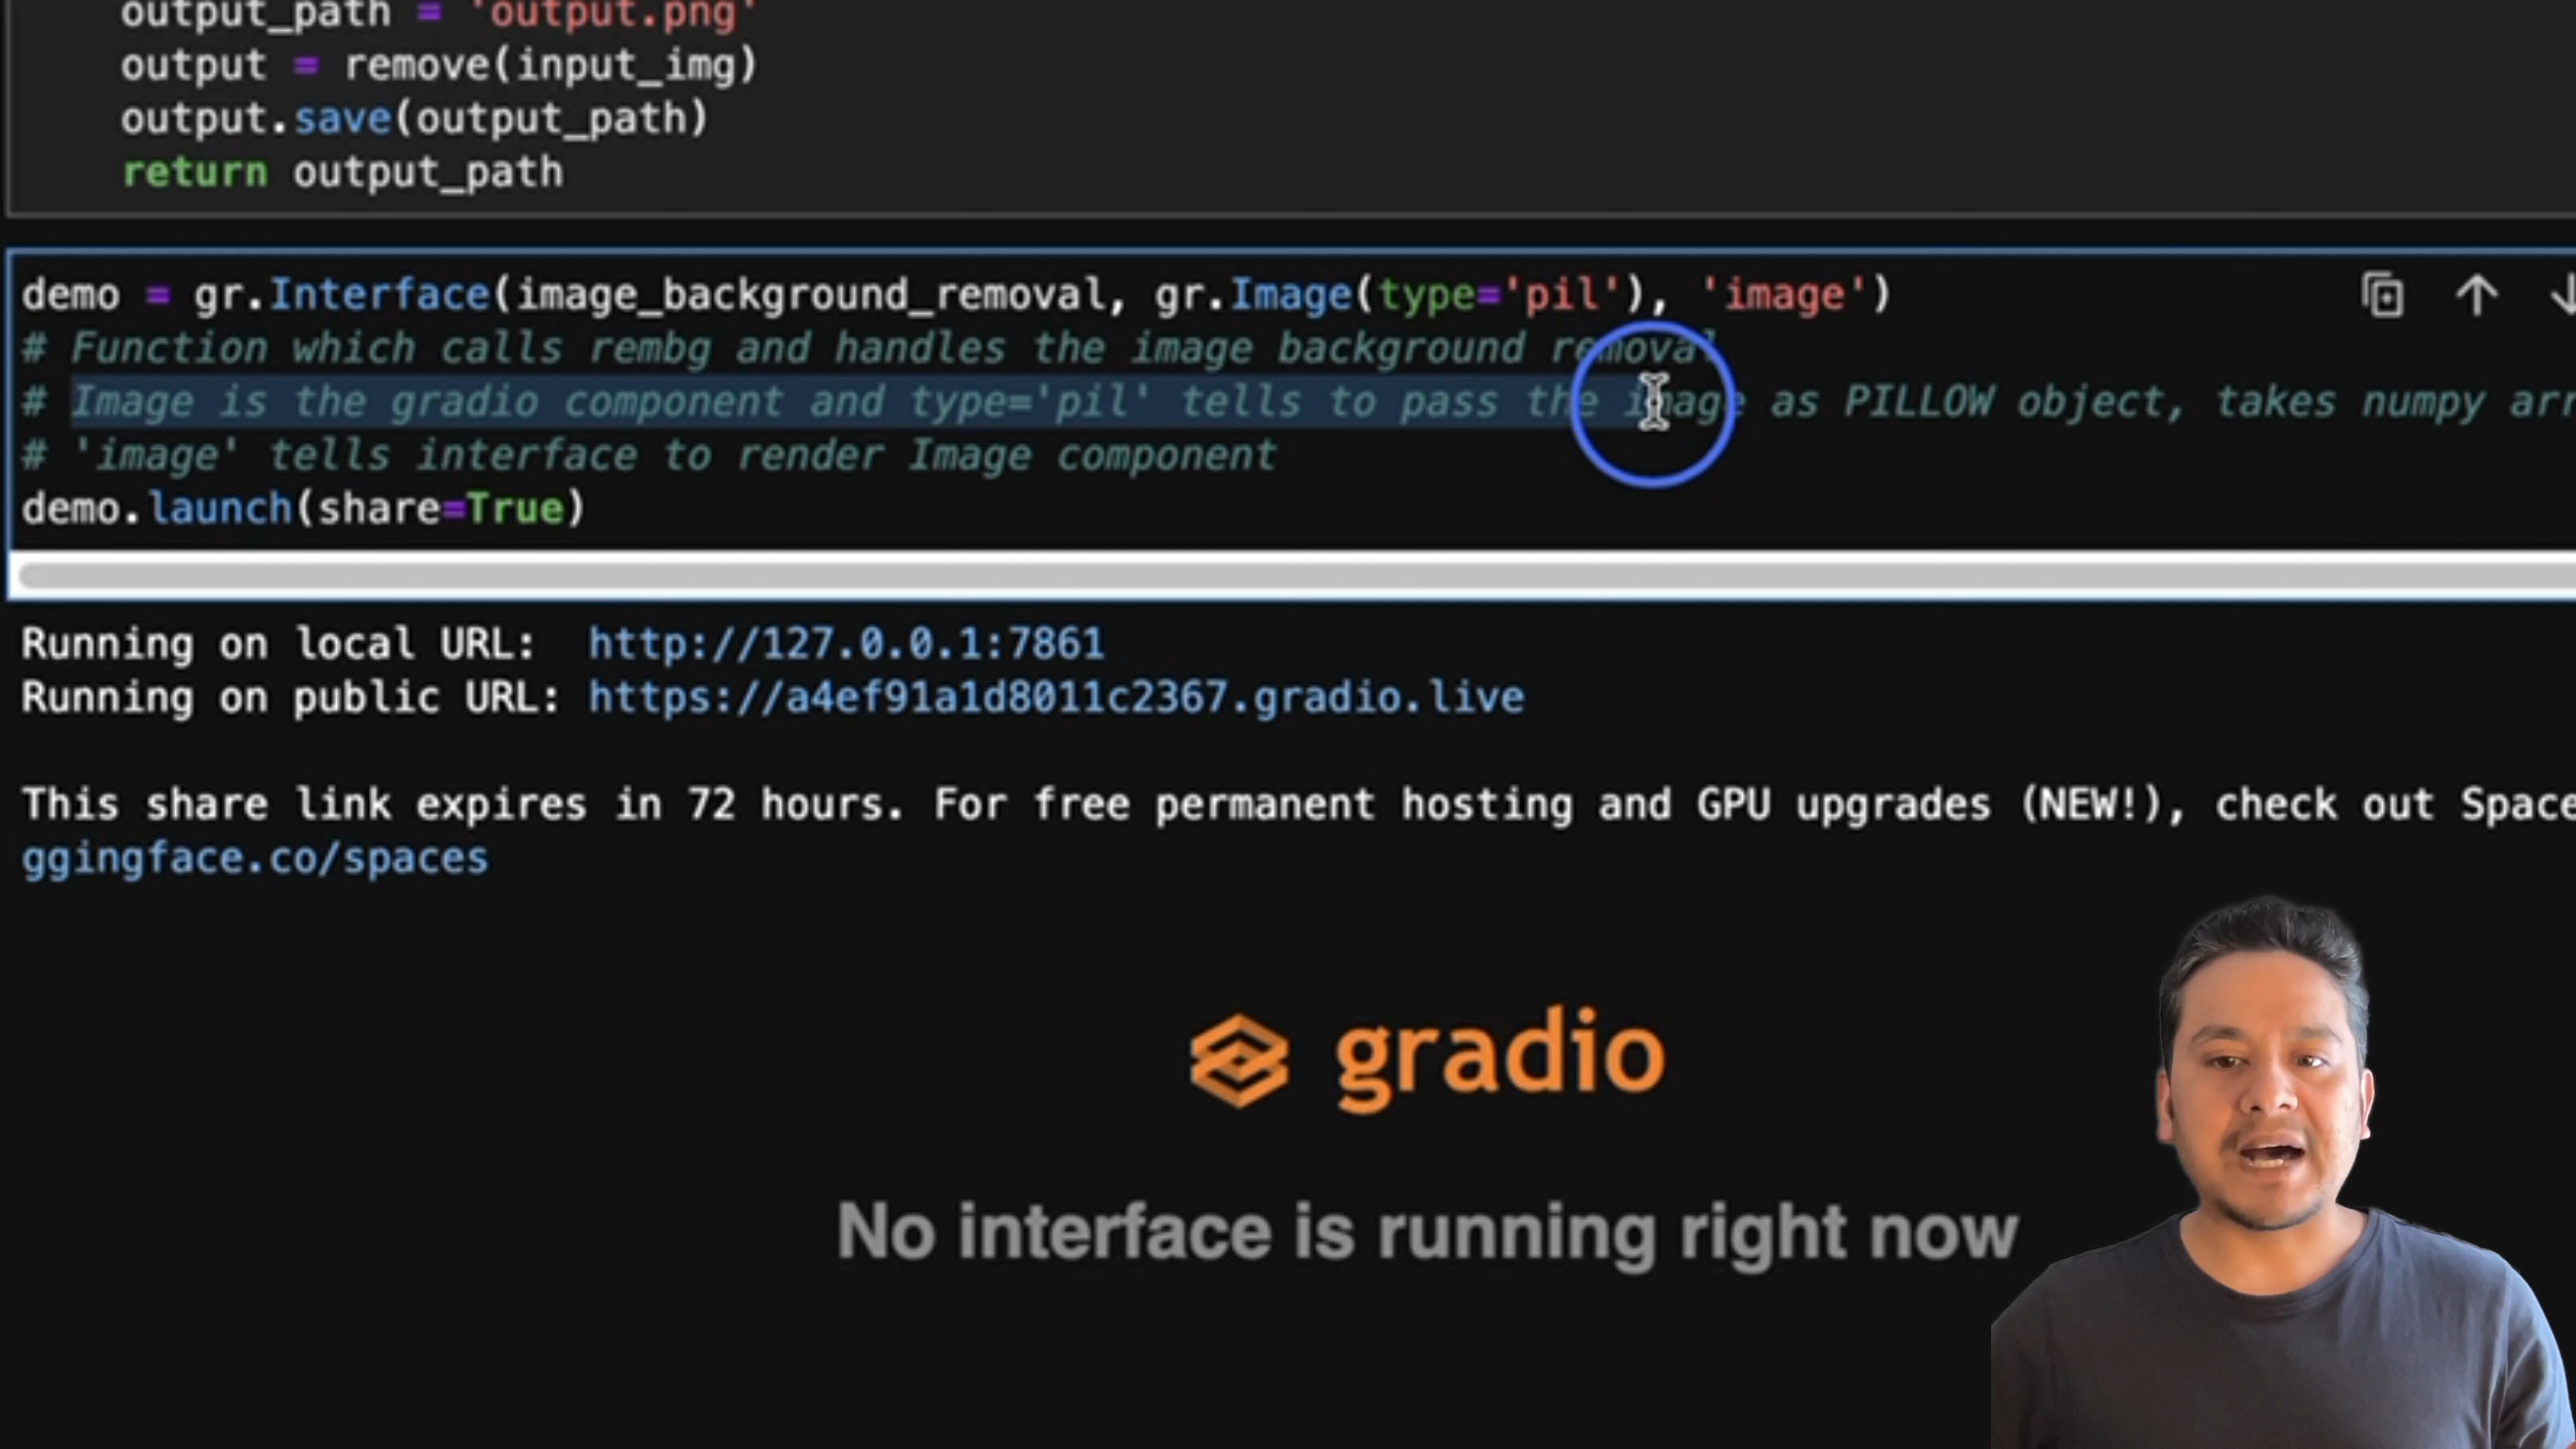 output_path = 'output.png'
output = remove(input_img)
output.save(output_path)
return output_path
demo = gr.Interface(image_background_removal, gr.Image(type='pil'), 'image')
# Function which calls rembg and handles the image background removal
# Image is the gradio component and type='pil' tells to pass the image as PILLOW object, takes numpy arr
# 'image' tells interface to render Image component
demo.launch(share=True)
Running on local URL: http://127.0.0.1:7861
Running on public URL: https://a4ef91a1d8011c2367.gradio.live
This share link expires in 72 hours. For free permanent hosting and GPU upgrades (NEW!), check out Space
ggingface.co/spaces
gradio
No interface is running right now